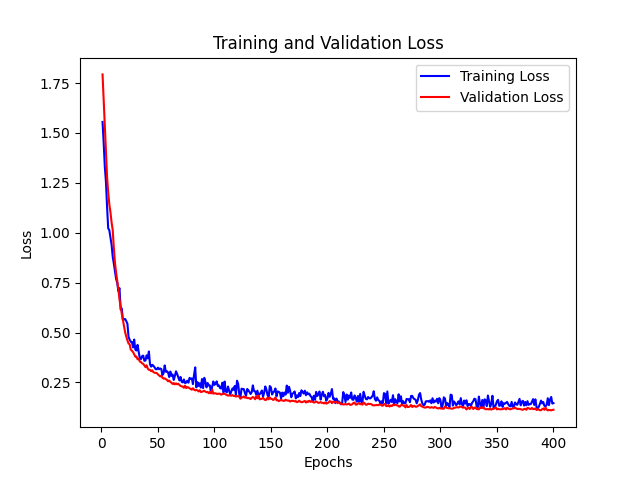 Training and Validation Loss
Training Loss
Validation Loss
Loss
1.75
1.50
1.25
1.00
0.75
0.50
0.25
0 50 100 150 200 250 300 350 400
Epochs